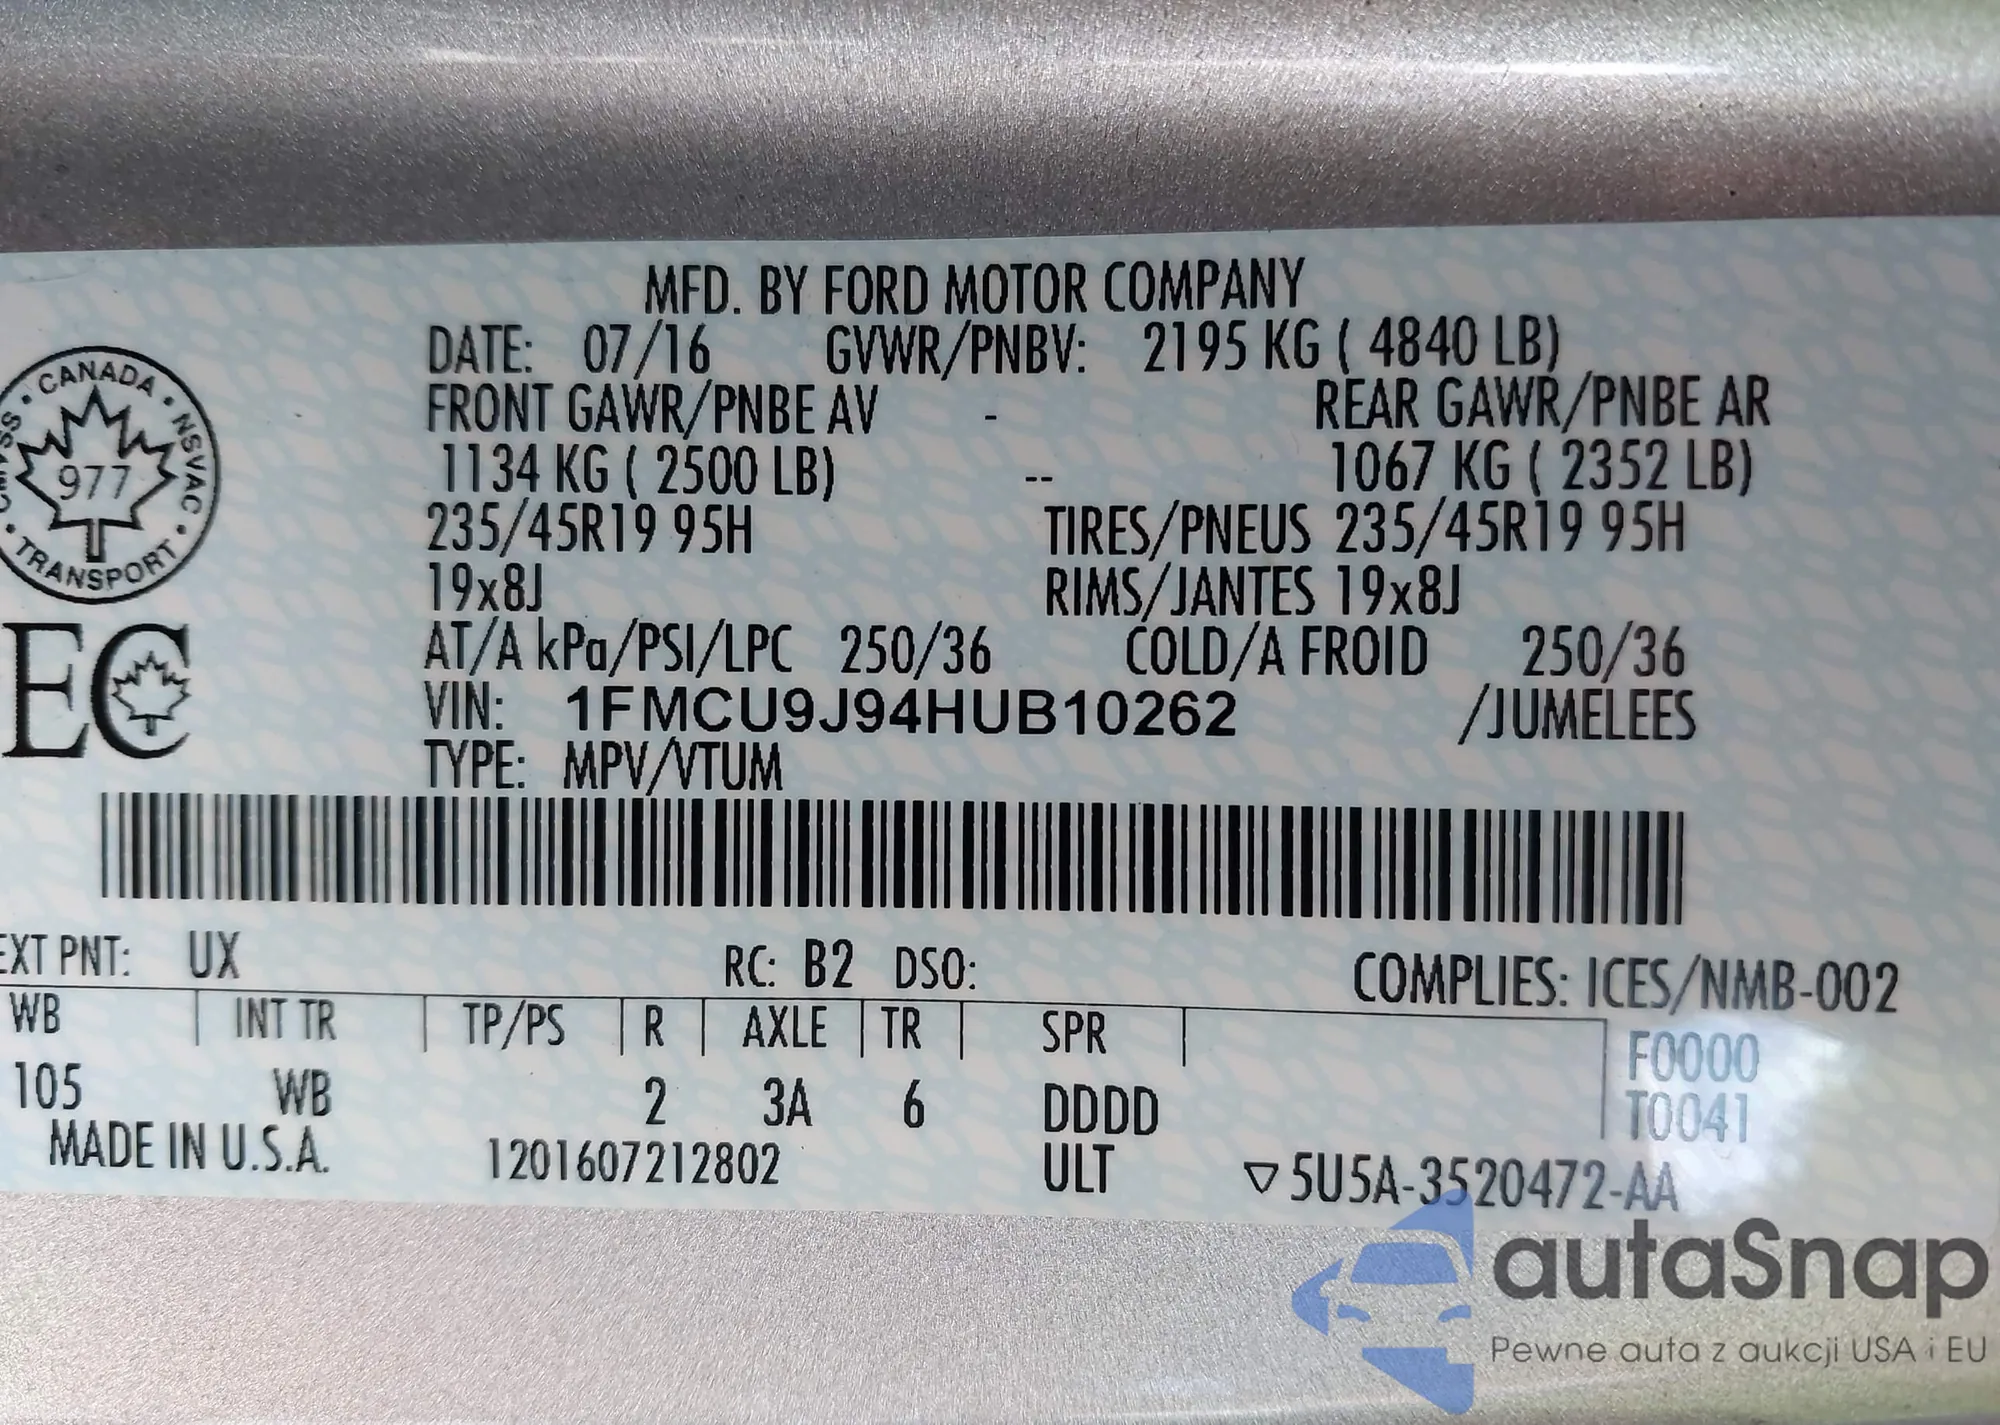 MFD. BY FORD MOTOR COMPANY
DATE: 07/16 GVWR/PNBV: 2195 KG ( 4840 LB)
FRONT GAWR/PNBE AV - REAR GAWR/PNBE AR
1134 KG ( 2500 LB) -- 1067 KG ( 2352 LB)
235/45R19 95H TIRES/PNEUS 235/45R19 95H
19x8J RIMS/JANTES 19x8J
AT/A kPa/PSI/LPC 250/36 COLD/A FROID 250/36
VIN: 1FMCU9J94HUB10262 /JUMELEES
TYPE: MPV/VTUM
CANADA · NSVAC · TRANSPORT ·
977
EC
EXT PNT: UX RC: B2 DSO: COMPLIES: ICES/NMB-002
WB INT TR TP/PS R AXLE TR SPR F0000
105 WB 2 3A 6 DDDD T0041
MADE IN U.S.A. 1201607212802 ULT ▽5U5A-3520472-AA
autaSnap
Pewne auta z aukcji USA i EU